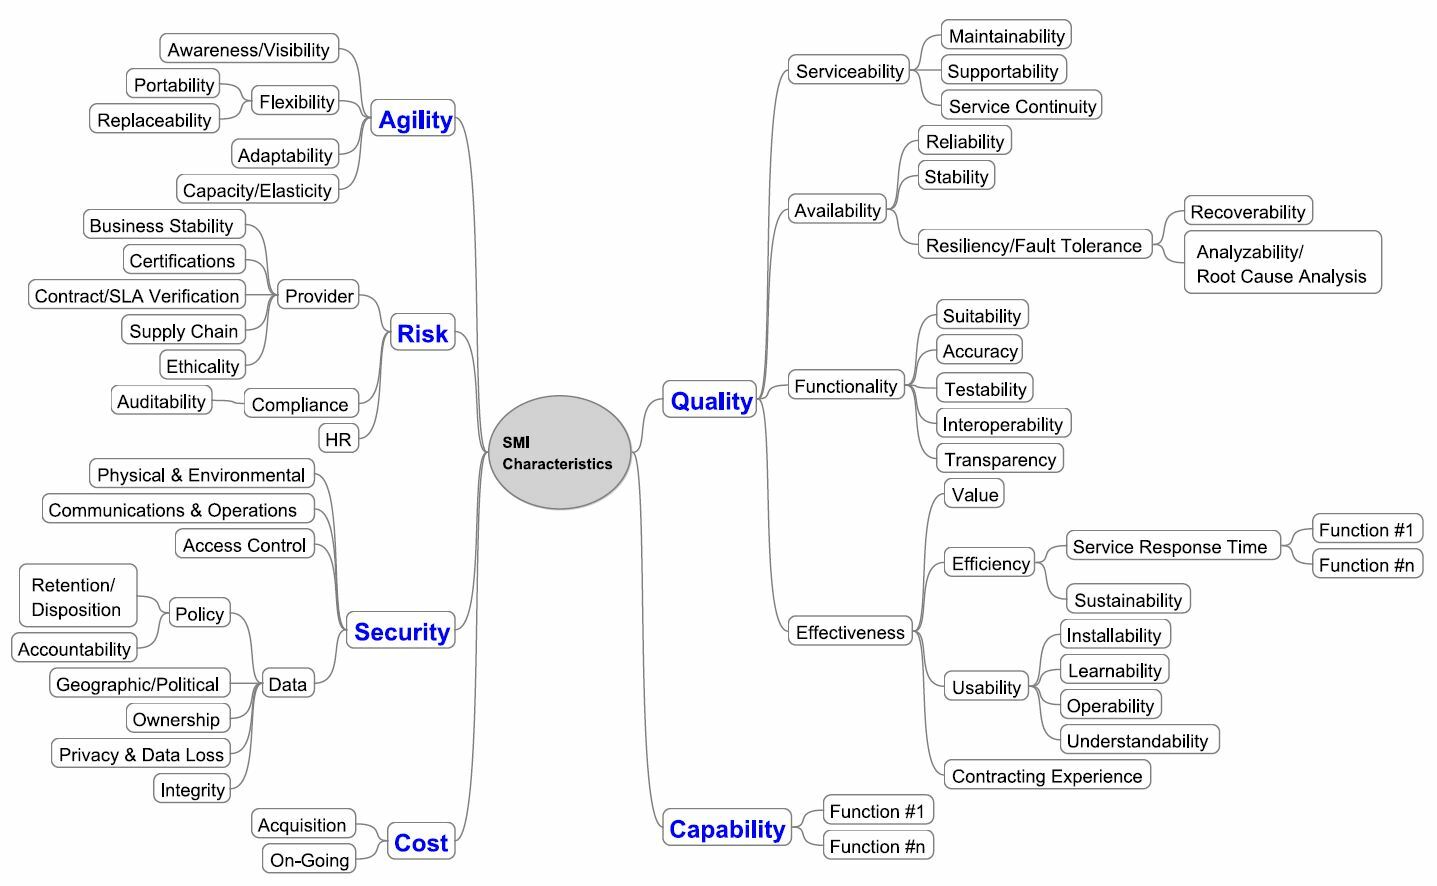 SMI
Characteristics
Agility
Awareness/Visibility
Flexibility
Portability
Replaceability
Adaptability
Capacity/Elasticity
Risk
Provider
Business Stability
Certifications
Contract/SLA Verification
Supply Chain
Ethicality
Compliance
Auditability
HR
Security
Physical & Environmental
Communications & Operations
Access Control
Data
Policy
Retention/
Disposition
Accountability
Geographic/Political
Ownership
Privacy & Data Loss
Integrity
Cost
Acquisition
On-Going
Quality
Serviceability
Maintainability
Supportability
Service Continuity
Availability
Reliability
Stability
Resiliency/Fault Tolerance
Recoverability
Analyzability/
Root Cause Analysis
Functionality
Suitability
Accuracy
Testability
Interoperability
Transparency
Effectiveness
Value
Efficiency
Service Response Time
Function #1
Function #n
Sustainability
Usability
Installability
Learnability
Operability
Understandability
Contracting Experience
Capability
Function #1
Function #n